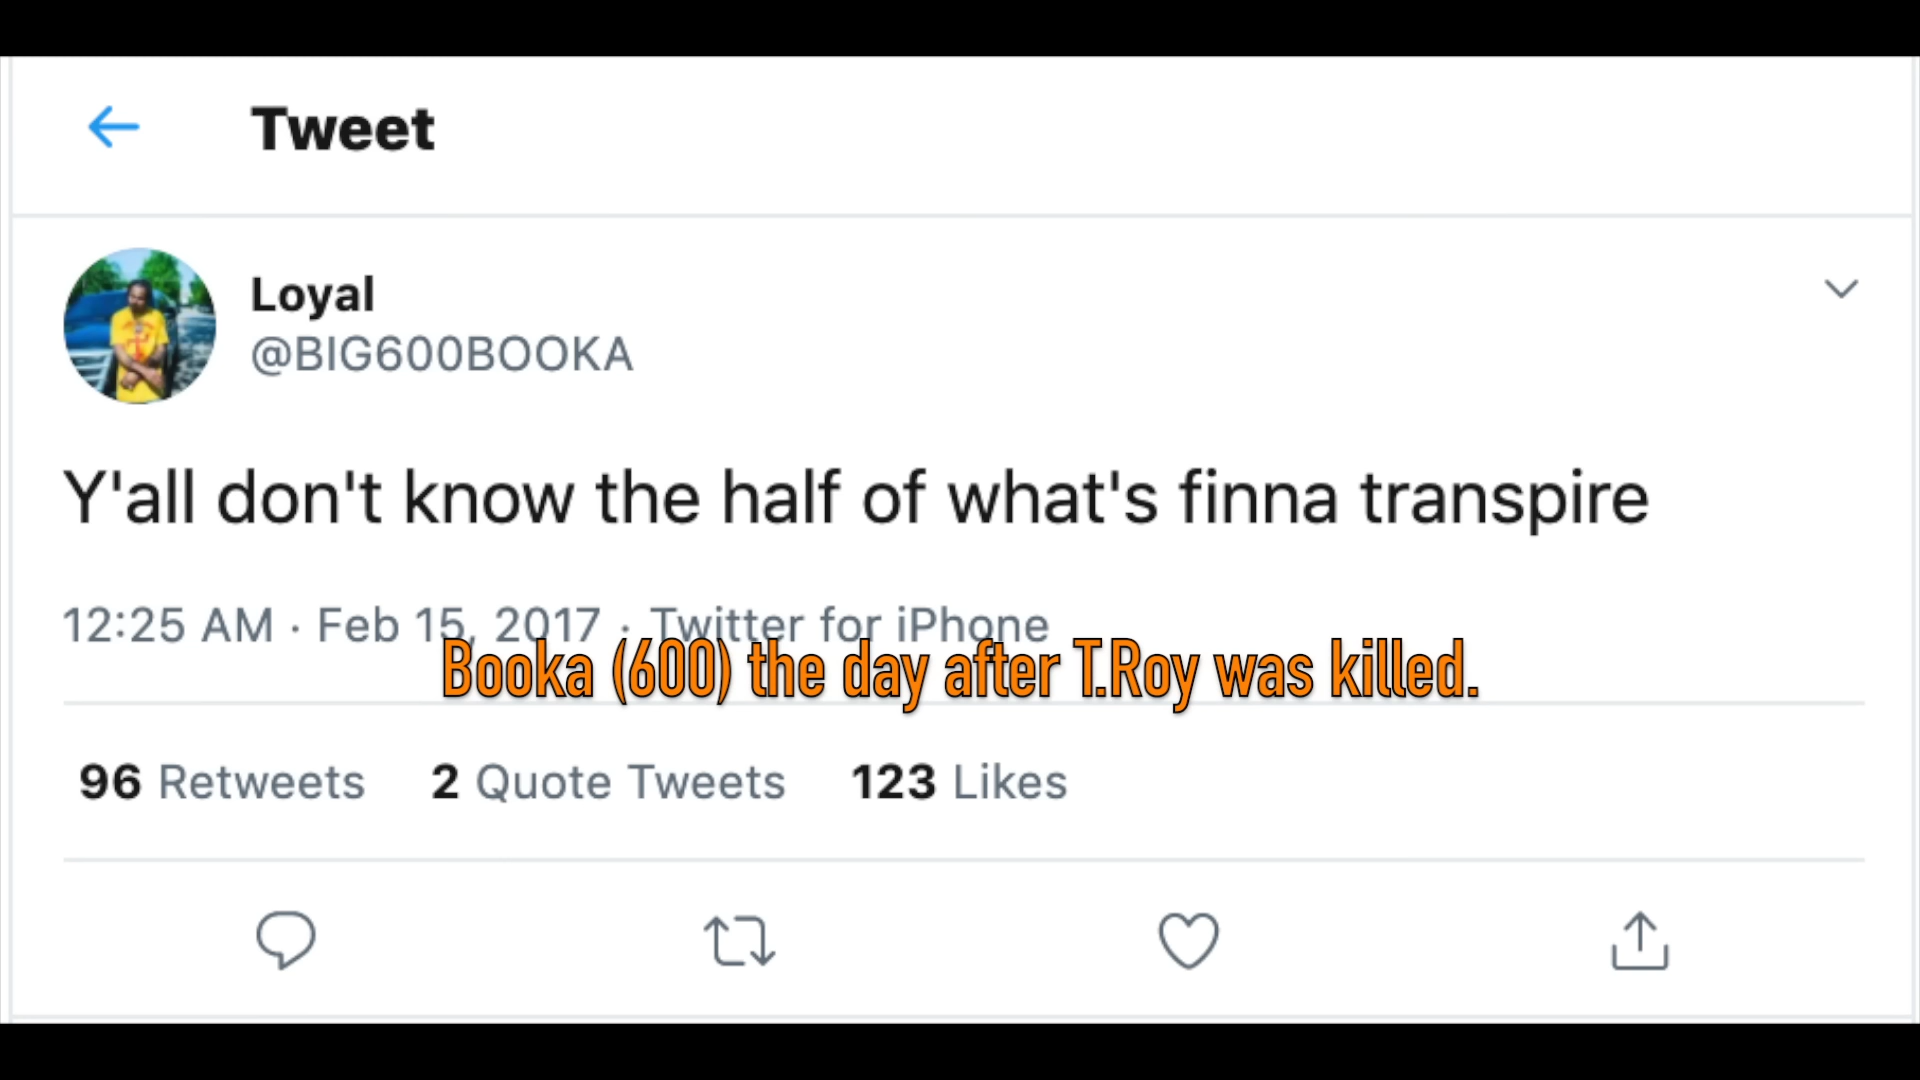 Tweet
Loyal
@BIG600BOOKA
Y'all don't know the half of what's finna transpire
12:25 AM · Feb 15, 2017 · Twitter for iPhone
Booka (600) the day after T.Roy was killed.
96 Retweets 2 Quote Tweets 123 Likes